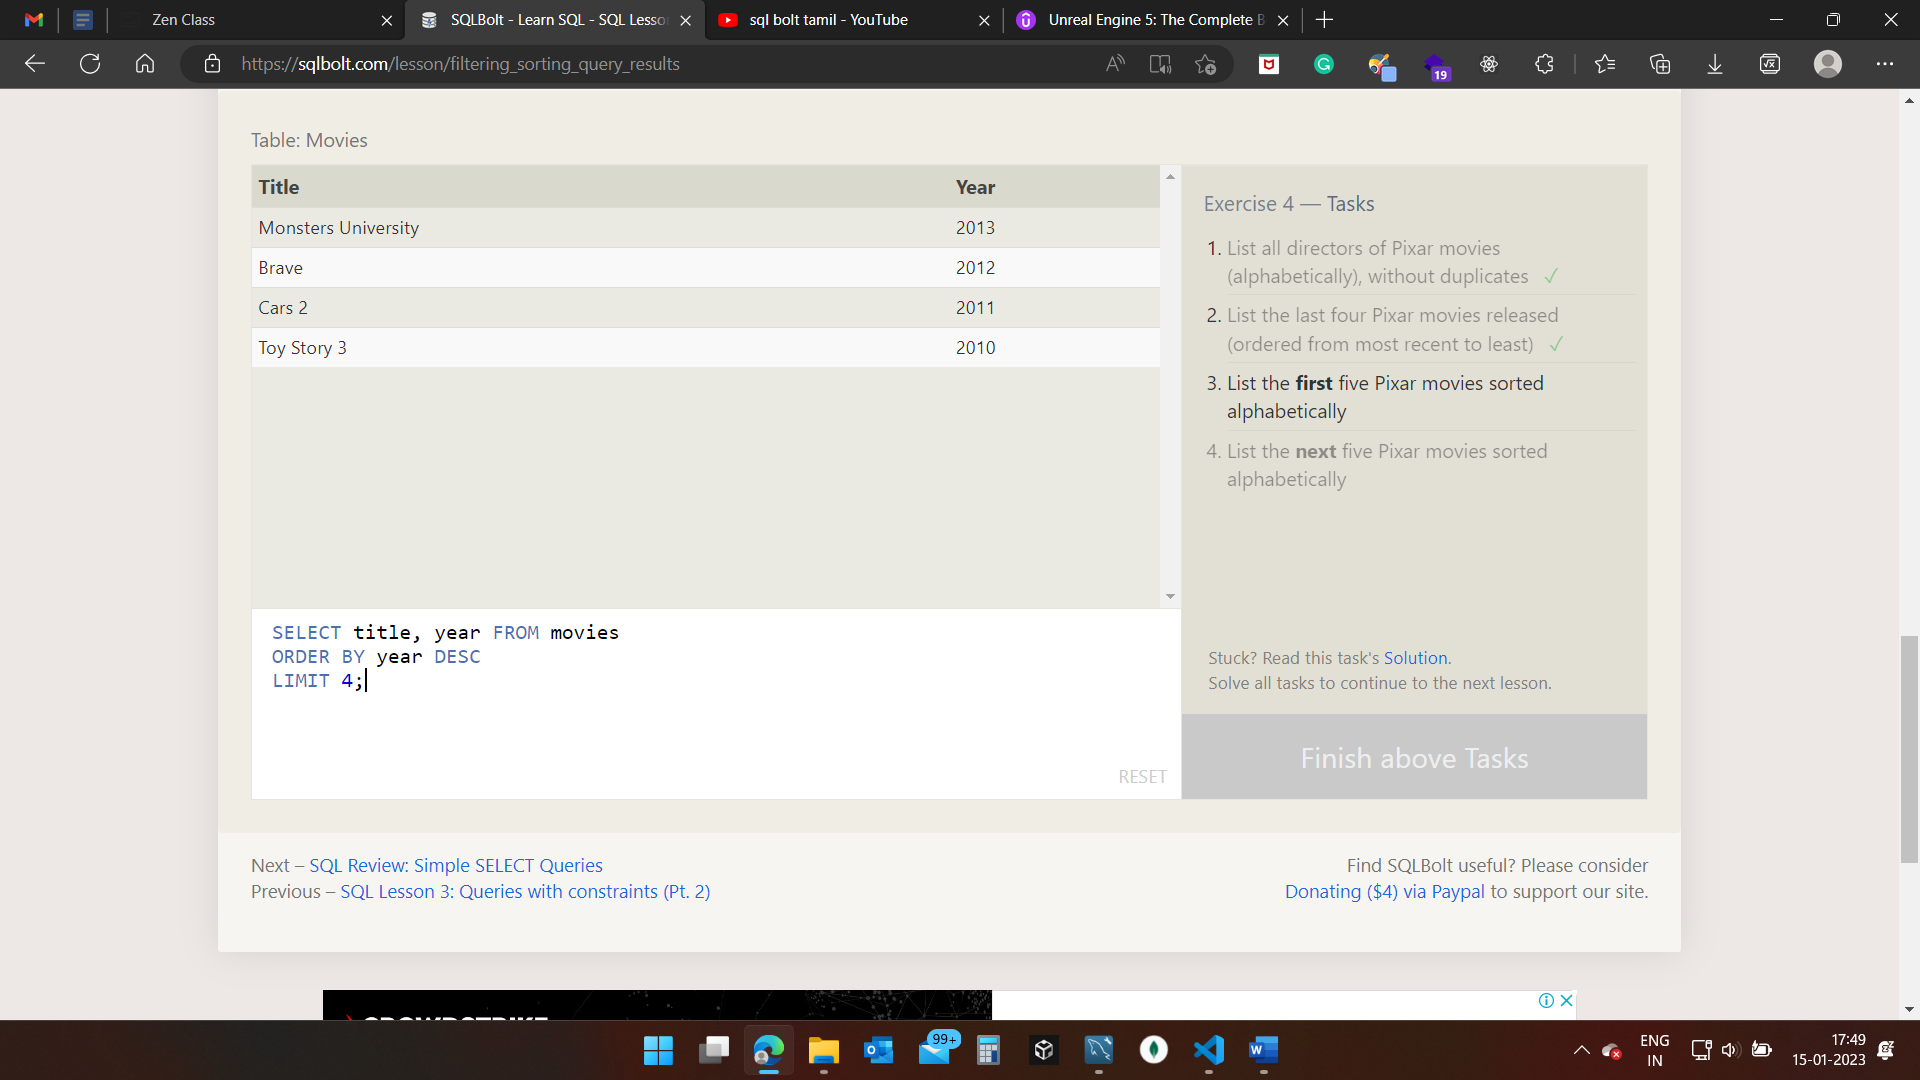 Zen Class
SQLBolt - Learn SQL - SQL Lesso
sql bolt tamil - YouTube
Unreal Engine 5: The Complete B
https://sqlbolt.com/lesson/filtering_sorting_query_results
19
Table: Movies
Title Year
Monsters University 2013
Brave 2012
Cars 2 2011
Toy Story 3 2010
Exercise 4 — Tasks
1. List all directors of Pixar movies
(alphabetically), without duplicates ✓
2. List the last four Pixar movies released
(ordered from most recent to least) ✓
3. List the first five Pixar movies sorted
alphabetically
4. List the next five Pixar movies sorted
alphabetically
SELECT title, year FROM movies
ORDER BY year DESC
LIMIT 4;
RESET
Stuck? Read this task's Solution.
Solve all tasks to continue to the next lesson.
Finish above Tasks
Next – SQL Review: Simple SELECT Queries
Previous – SQL Lesson 3: Queries with constraints (Pt. 2)
Find SQLBolt useful? Please consider
Donating ($4) via Paypal to support our site.
CROWDSTRIKE
99+
ENG
IN
17:49
15-01-2023